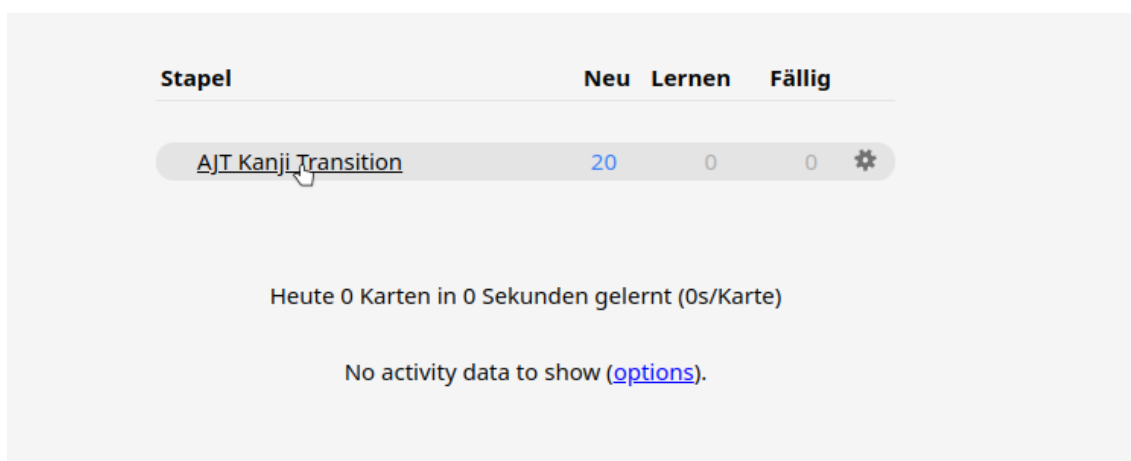 Stapel Neu Lernen Fällig
AJT Kanji Transition 20 0 0
Heute 0 Karten in 0 Sekunden gelernt (0s/Karte)
No activity data to show (options).